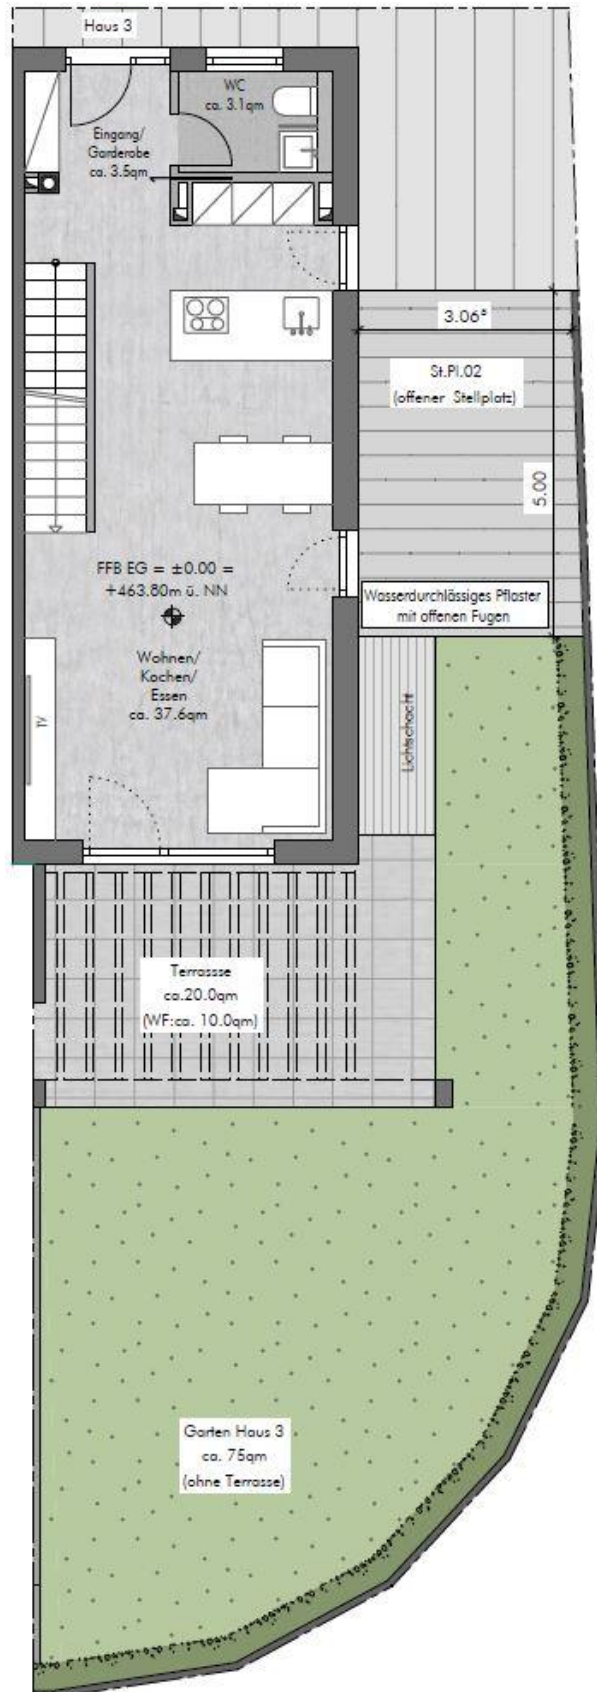 Haus 3
WC
ca. 3.1qm
Eingang/
Garderobe
ca. 3.5qm
3.06⁵
St.Pl.02
(offener Stellplatz)
5.00
FFB EG = ±0.00 =
+463.80m ü. NN
Wasserdurchlässiges Pflaster
mit offenen Fugen
Wohnen/
Kochen/
Essen
ca. 37.6qm
TV
Lichtschacht
Terrassse
ca.20.0qm
(WF:ca. 10.0qm)
Garten Haus 3
ca. 75qm
(ohne Terrasse)